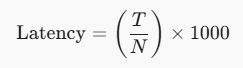 Latency = (T/N) × 1000